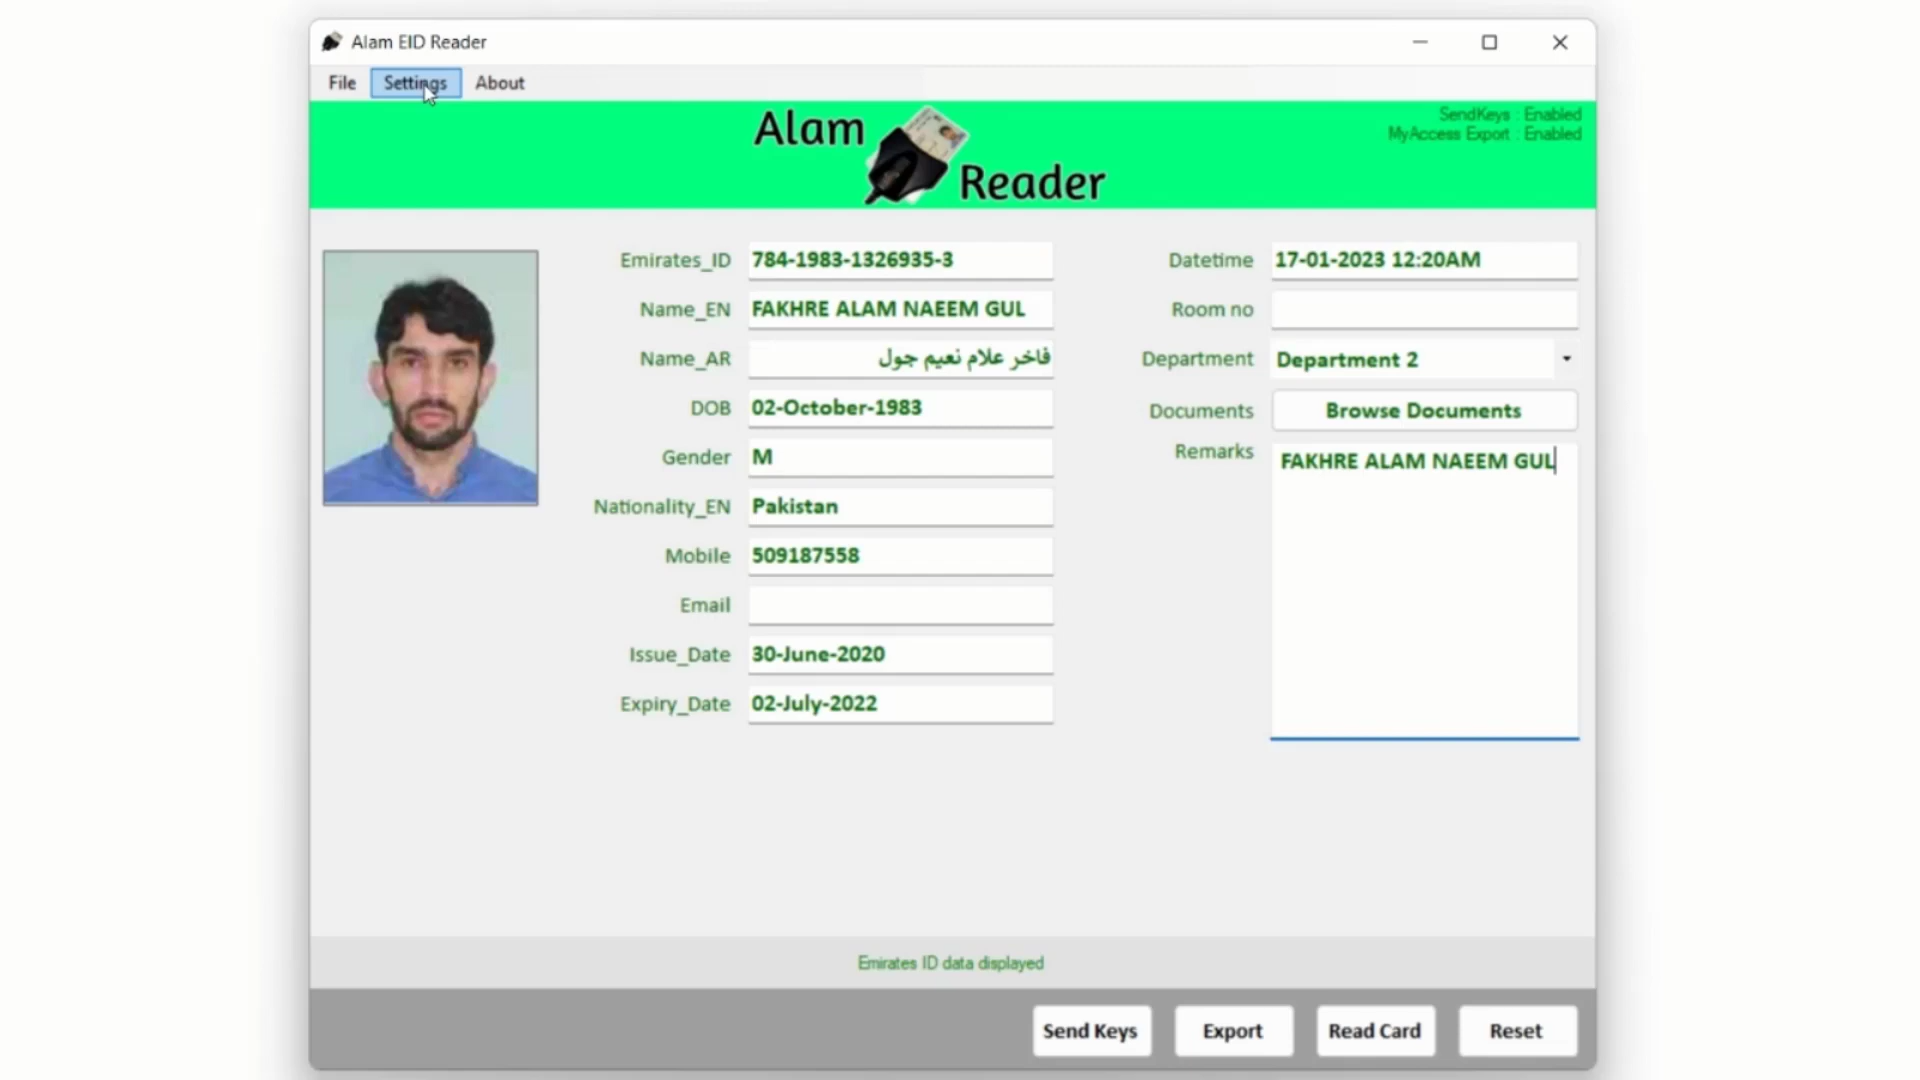 Alam EID Reader
File Settings About
Alam
Reader
SendKeys : Enabled
MyAccess Export : Enabled
Emirates_ID 784-1983-1326935-3
Name_EN FAKHRE ALAM NAEEM GUL
Name_AR فاخر علام نعيم جول
DOB 02-October-1983
Gender M
Nationality_EN Pakistan
Mobile 509187558
Email
Issue_Date 30-June-2020
Expiry_Date 02-July-2022
Datetime 17-01-2023 12:20AM
Room no
Department Department 2
Documents Browse Documents
Remarks FAKHRE ALAM NAEEM GUL
Emirates ID data displayed
Send Keys Export Read Card Reset